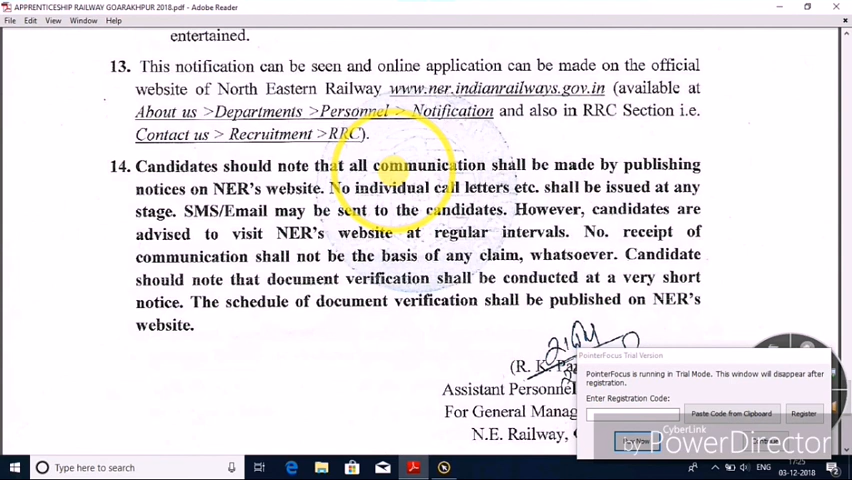 APPRENTICESHIP RAILWAY GOARAKHPUR 2018.pdf - Adobe Reader
File Edit View Window Help
entertained.
13. This notification can be seen and online application can be made on the official
website of North Eastern Railway www.ner.indianrailways.gov.in (available at
About us >Departments >Personnel > Notification and also in RRC Section i.e.
Contact us > Recruitment >RRC).
14. Candidates should note that all communication shall be made by publishing
notices on NER's website. No individual call letters etc. shall be issued at any
stage. SMS/Email may be sent to the candidates. However, candidates are
advised to visit NER's website at regular intervals. No. receipt of
communication shall not be the basis of any claim, whatsoever. Candidate
should note that document verification shall be conducted at a very short
notice. The schedule of document verification shall be published on NER's
website.
(R. K.
Assistant Personnel
For General
N.E. Railway,
PointerFocus Trial Version
PointerFocus is running in Trial Mode. This window will disappear after
registration.
Enter Registration Code:
Paste Code from Clipboard
Register
Continue
CyberLink
by PowerDirector
Type here to search
ENG
17:25
03-12-2018